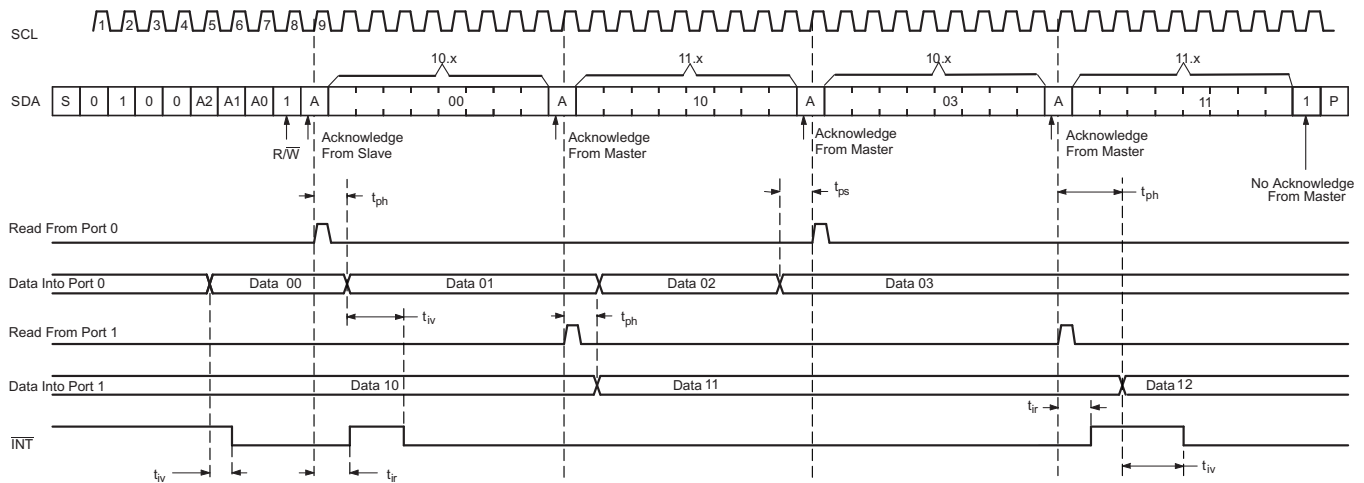 SCL 1 2 3 4 5 6 7 8 9
10.x 11.x 10.x 11.x
SDA S 0 1 0 0 A2 A1 A0 1 A 00 A 10 A 03 A 11 1 P
R/W̅
Acknowledge
From Slave
Acknowledge
From Master
Acknowledge
From Master
Acknowledge
From Master
No Acknowledge
From Master
tph tps tph
Read From Port 0
Data Into Port 0 Data 00 Data 01 Data 02 Data 03
tiv tph
Read From Port 1
Data Into Port 1 Data 10 Data 11 Data 12
tir
I̅N̅T̅
tiv tir tiv